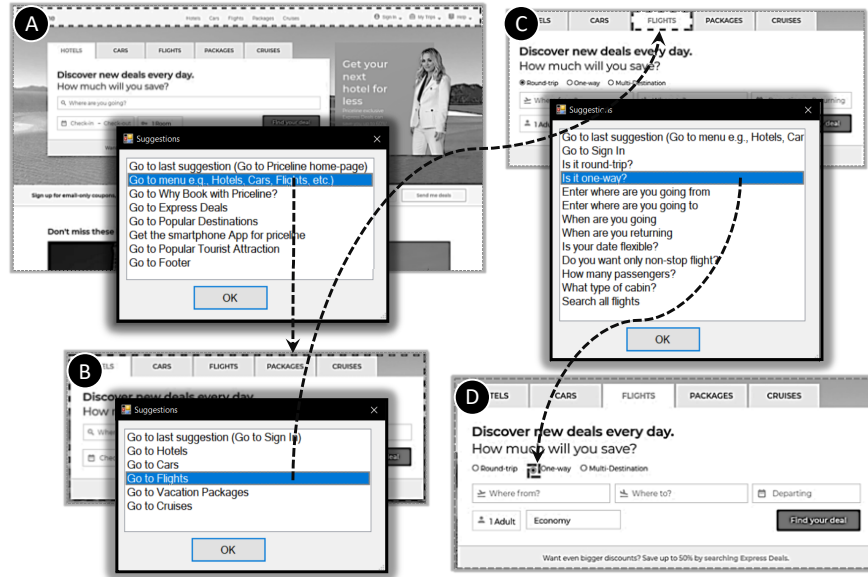 A
Hotels Cars Flights Packages Cruises
Sign In My Trips Help
HOTELS CARS FLIGHTS PACKAGES CRUISES
Discover new deals every day.
How much will you save?
Where are you going?
Check-in - Check-out
1 Room
Find your deal
Get your
next
hotel for
less
Sign up for email-only coupons,
Send me deals
Don't miss these
Suggestions
Go to last suggestion (Go to Priceline home-page)
Go to menu e.g., Hotels, Cars, Flights, etc.)
Go to Why Book with Priceline?
Go to Express Deals
Go to Popular Destinations
Get the smartphone App for priceline
Go to Popular Tourist Attraction
Go to Footer
OK
B
CARS FLIGHTS PACKAGES CRUISES
Discover new deals every day.
Suggestions
Go to last suggestion (Go to Sign In)
Go to Hotels
Go to Cars
Go to Flights
Go to Vacation Packages
Go to Cruises
OK
C
ELS CARS FLIGHTS PACKAGES CRUISES
Discover new deals every day.
How much will you save?
Round-trip One-way Multi-Destination
1 Adult
Suggestions
Go to last suggestion (Go to menu e.g., Hotels, Car
Go to Sign In
Is it round-trip?
Is it one-way?
Enter where are you going from
Enter where are you going to
When are you going
When are you returning
Is your date flexible?
Do you want only non-stop flight?
How many passengers?
What type of cabin?
Search all flights
OK
D
TELS CARS FLIGHTS PACKAGES CRUISES
Discover new deals every day.
How much will you save?
Round-trip One-way Multi-Destination
Where from? Where to? Departing
1 Adult Economy Find your deal
Want even bigger discounts? Save up to 50% by searching Express Deals.